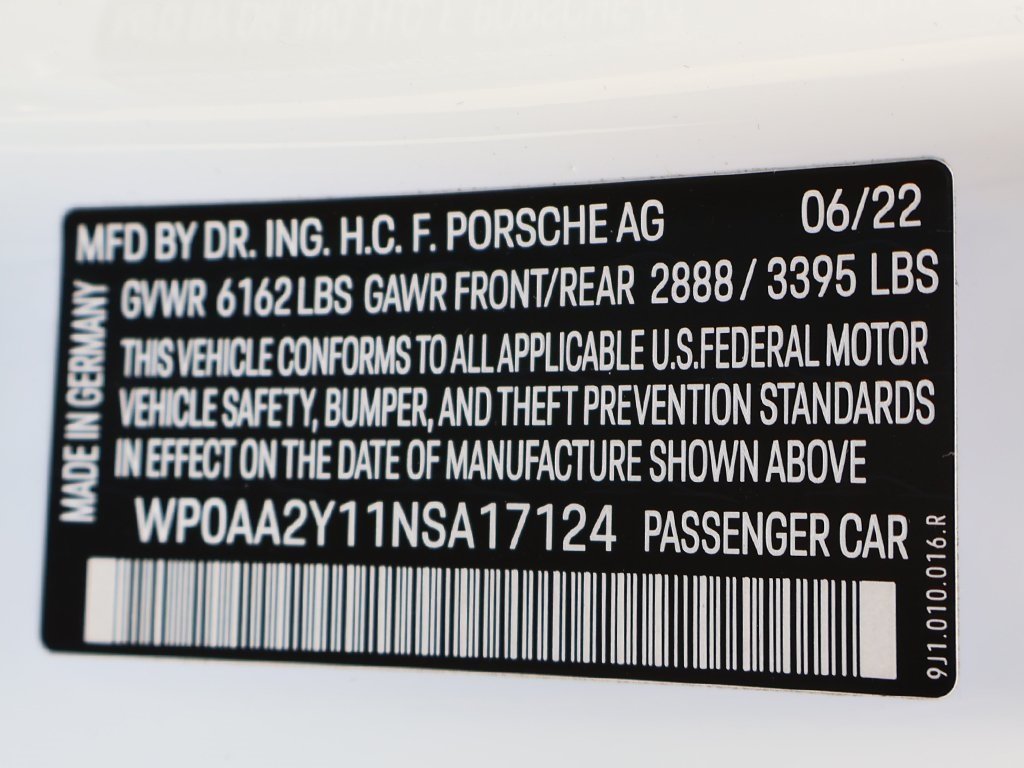 MFD BY DR. ING. H.C. F. PORSCHE AG 06/22
GVWR 6162 LBS GAWR FRONT/REAR 2888 / 3395 LBS
THIS VEHICLE CONFORMS TO ALL APPLICABLE U.S.FEDERAL MOTOR
VEHICLE SAFETY, BUMPER, AND THEFT PREVENTION STANDARDS
IN EFFECT ON THE DATE OF MANUFACTURE SHOWN ABOVE
WP0AA2Y11NSA17124 PASSENGER CAR
MADE IN GERMANY
9J1.010.016.R